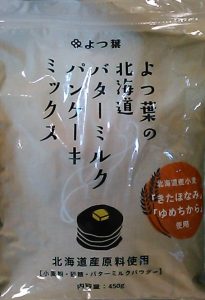 よつ葉
よつ葉の
北海道
バターミルク
パンケーキ
ミックス
北海道産小麦
「きたほなみ」
「ゆめちから」
使用
北海道産原料使用
【小麦粉・砂糖・バターミルクパウダー】
内容量：450g